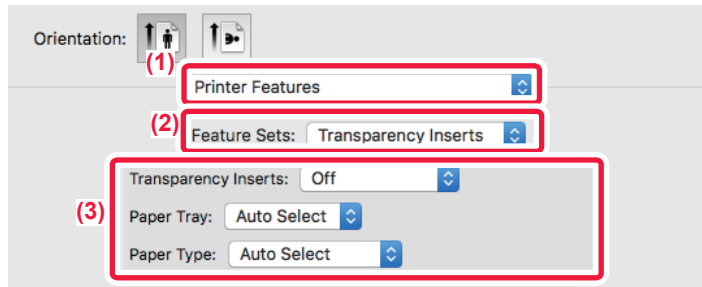 Orientation:
(1)
Printer Features
(2)
Feature Sets: Transparency Inserts
(3)
Transparency Inserts: Off
Paper Tray: Auto Select
Paper Type: Auto Select